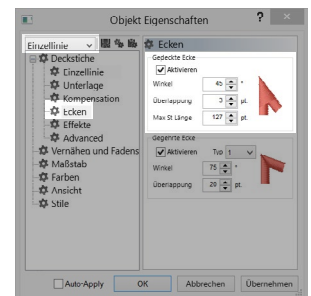 Objekt Eigenschaften ?
Einzellinie
Deckstiche
Einzellinie
Unterlage
Kompensation
Ecken
Effekte
Advanced
Vernähen und Fadens
Maßstab
Farben
Ansicht
Stile
Ecken
Gedeckte Ecke
Aktivieren
Winkel 45 °
Überlappung 3 pt.
Max St Länge 127 pt.
Gegehrte Ecke
Aktivieren Typ 1
Winkel 75 °
Überlappung 20 pt.
Auto-Apply OK Abbrechen Übernehmen